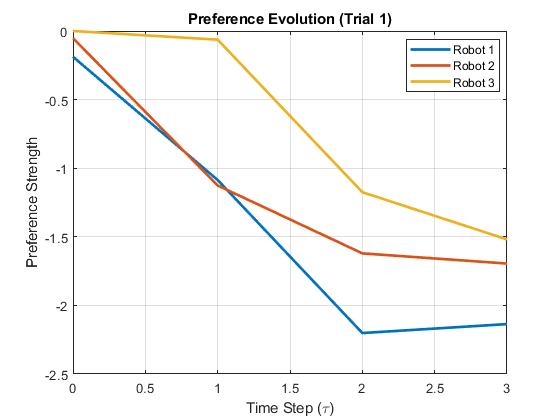 Preference Evolution (Trial 1)
Preference Strength
0
-0.5
-1
-1.5
-2
-2.5
Robot 1
Robot 2
Robot 3
0 0.5 1 1.5 2 2.5 3
Time Step (τ)